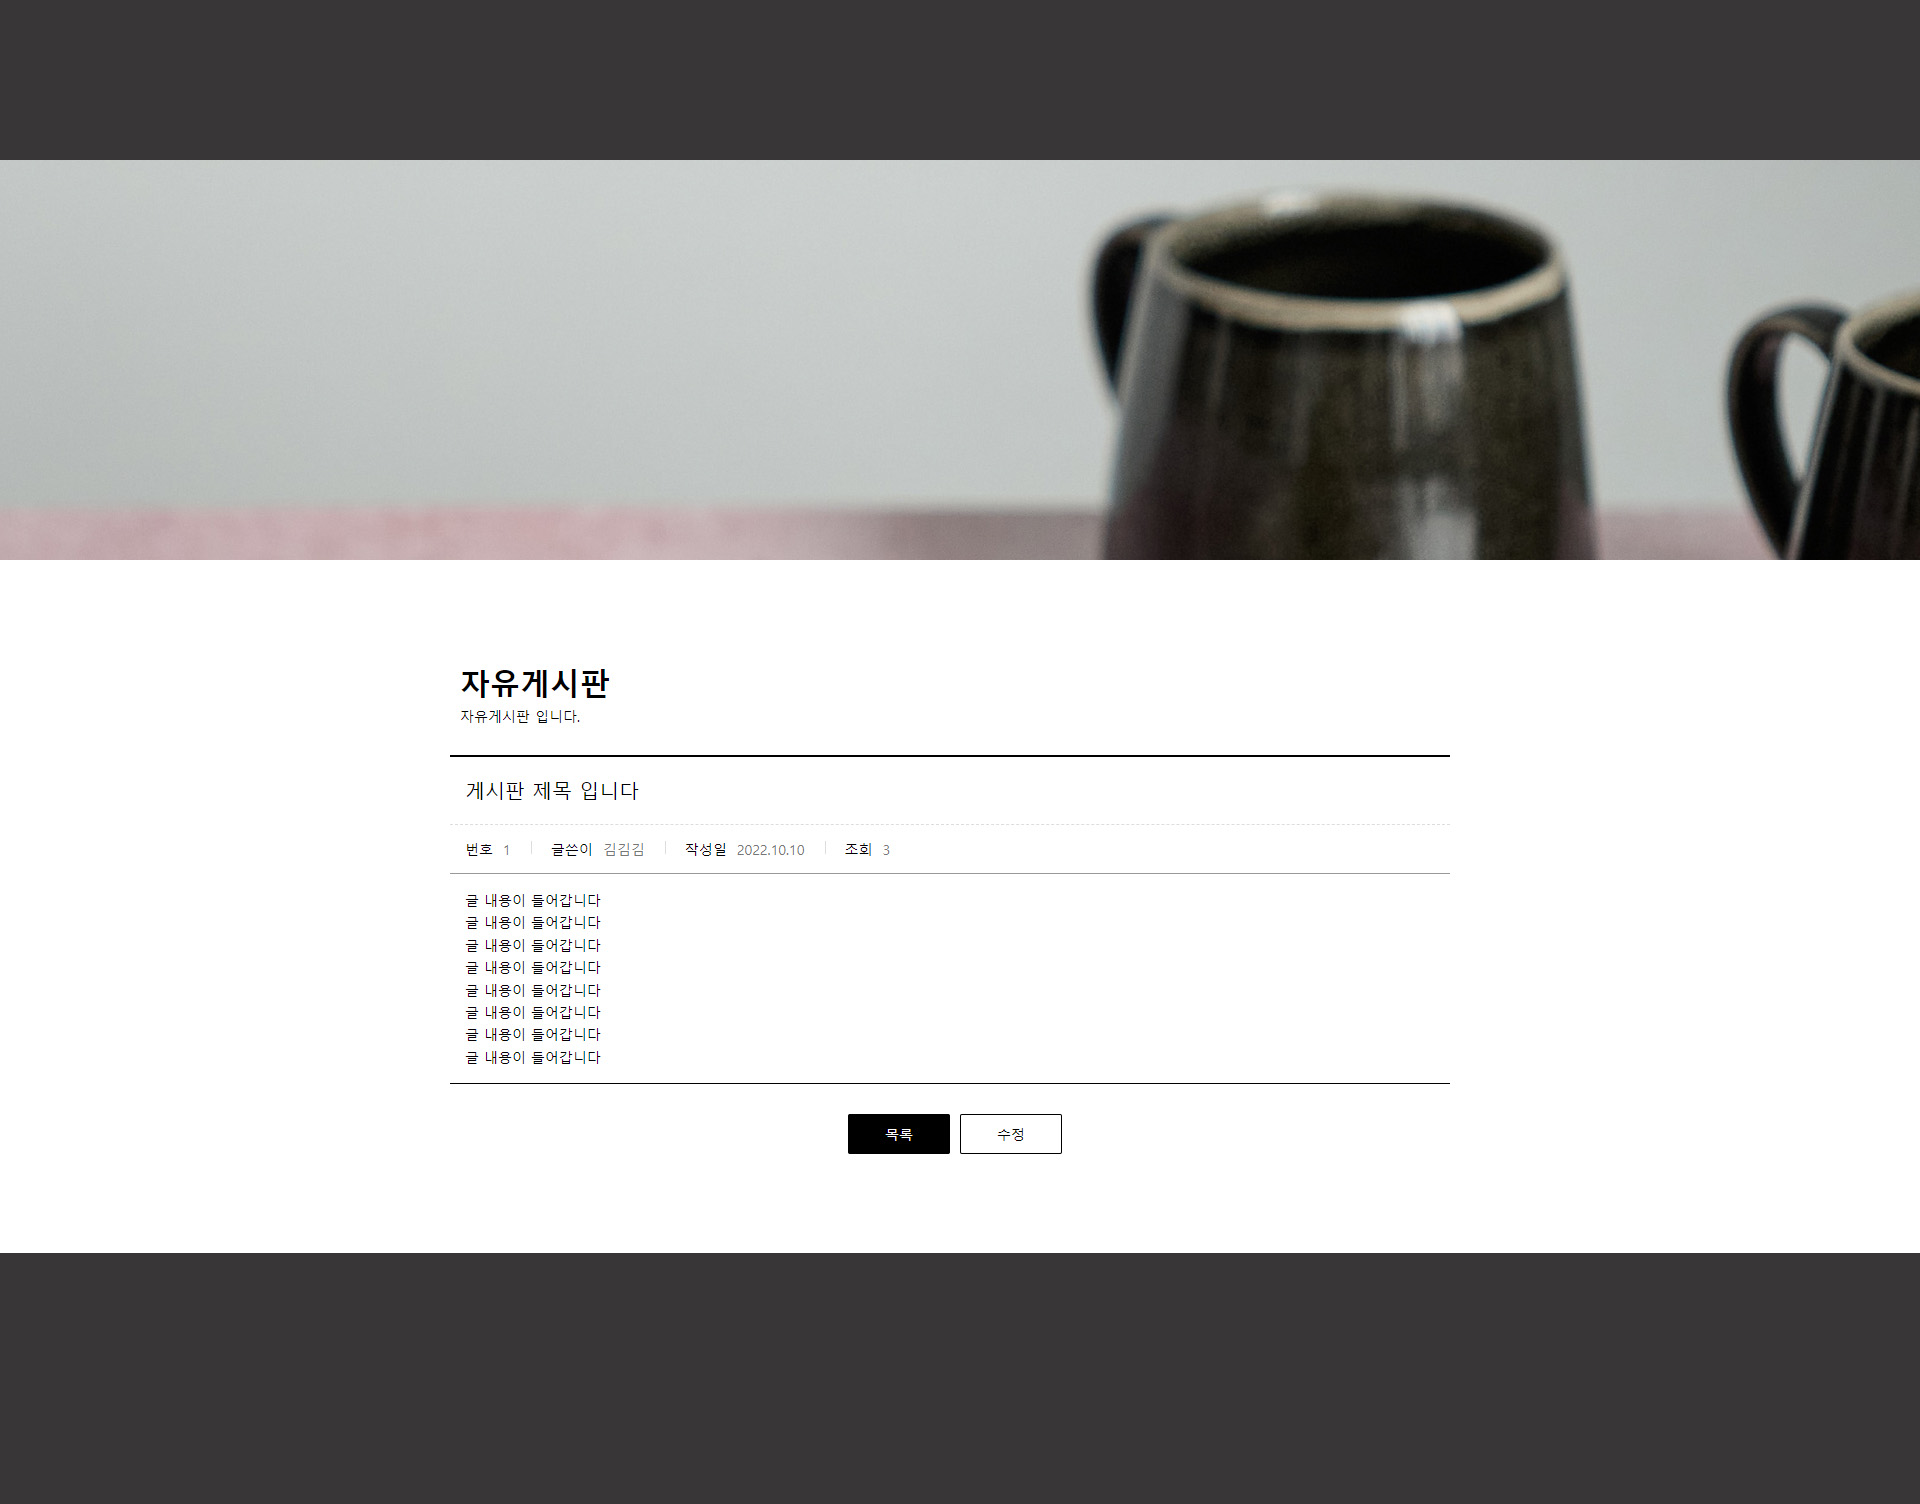 자유게시판
자유게시판 입니다.
게시판 제목 입니다
번호 1 글쓴이 김김김 작성일 2022.10.10 조회 3
글 내용이 들어갑니다
글 내용이 들어갑니다
글 내용이 들어갑니다
글 내용이 들어갑니다
글 내용이 들어갑니다
글 내용이 들어갑니다
글 내용이 들어갑니다
글 내용이 들어갑니다
목록 수정